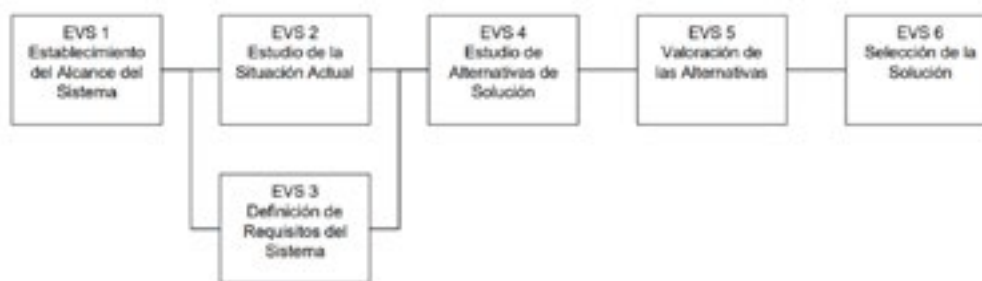 EVS 1
Establecimiento
del Alcance del
Sistema
EVS 2
Estudio de la
Situación Actual
EVS 3
Definición de
Requisitos del
Sistema
EVS 4
Estudio de
Alternativas de
Solución
EVS 5
Valoración de
las Alternativas
EVS 6
Selección de la
Solución